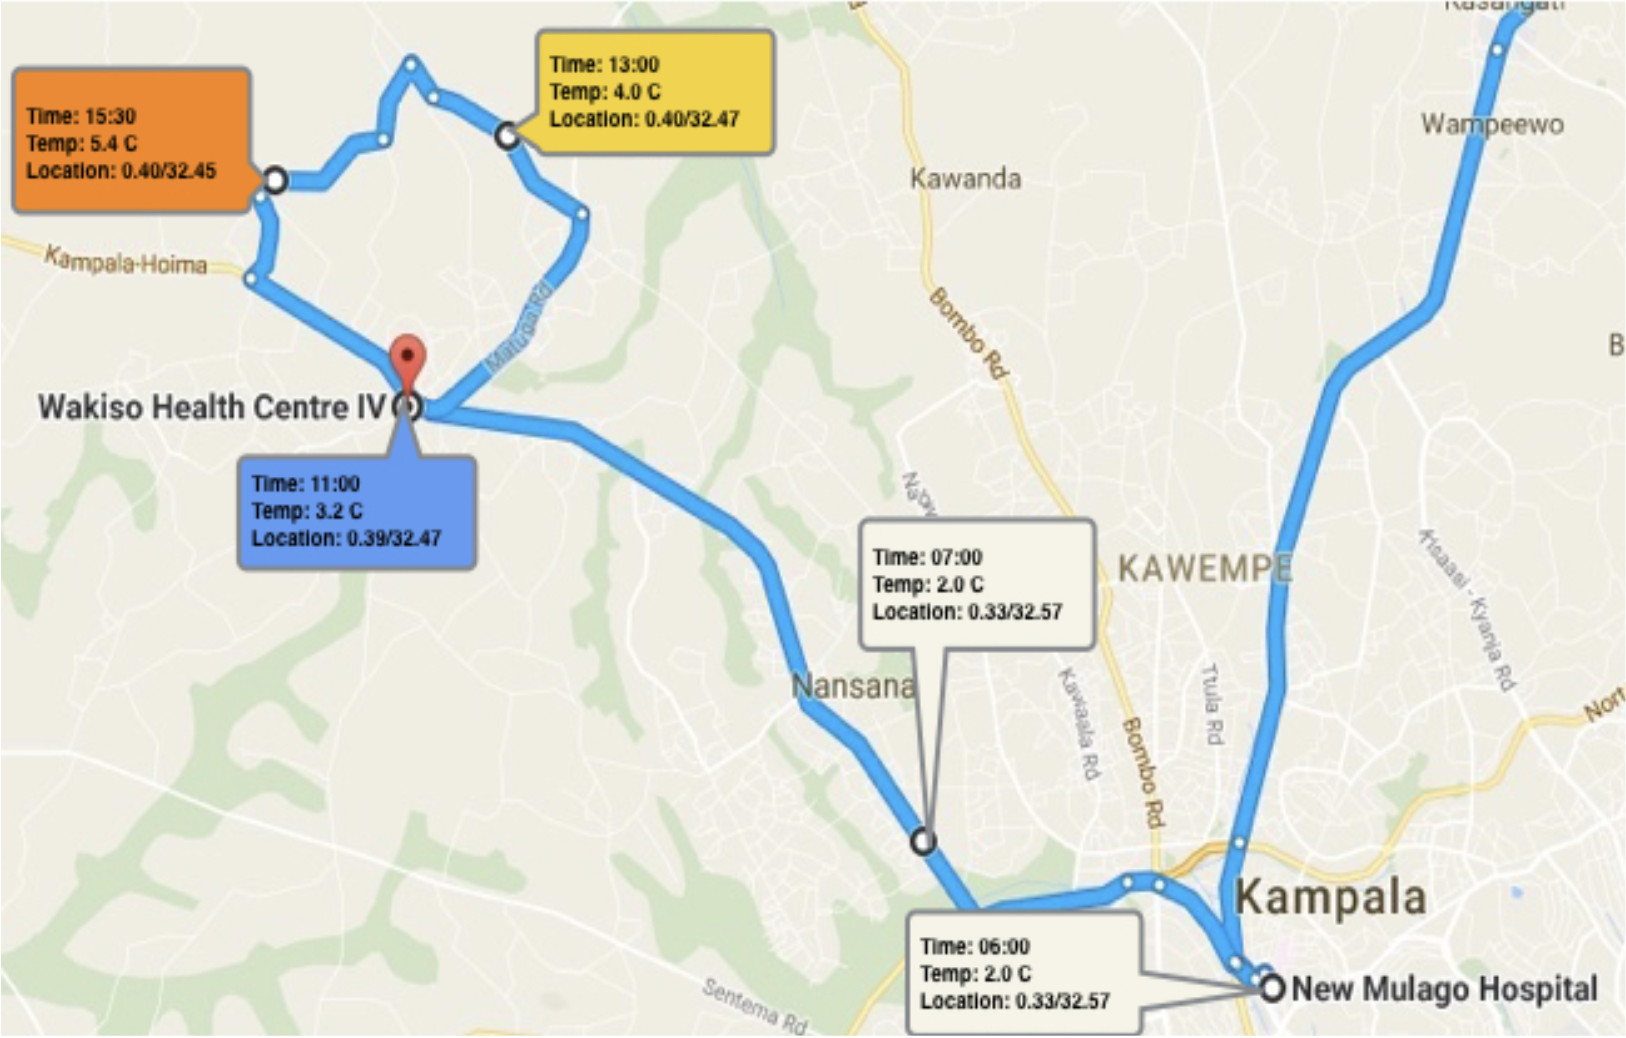 Kasangati
Time: 13:00
Temp: 4.0 C
Location: 0.40/32.47
Time: 15:30
Temp: 5.4 C
Location: 0.40/32.45
Wampeewo
Kawanda
Kampala-Hoima
Bombo Rd
Matuga Rd
B
Wakiso Health Centre IV
Time: 11:00
Temp: 3.2 C
Location: 0.39/32.47
Time: 07:00
Temp: 2.0 C
Location: 0.33/32.57
KAWEMPE
Kisaasi - Kyanja Rd
Nansana
Kawaala Rd
Ttula Rd
Bombo Rd
Nort
Kampala
Time: 06:00
Temp: 2.0 C
Location: 0.33/32.57
New Mulago Hospital
Sentema Rd